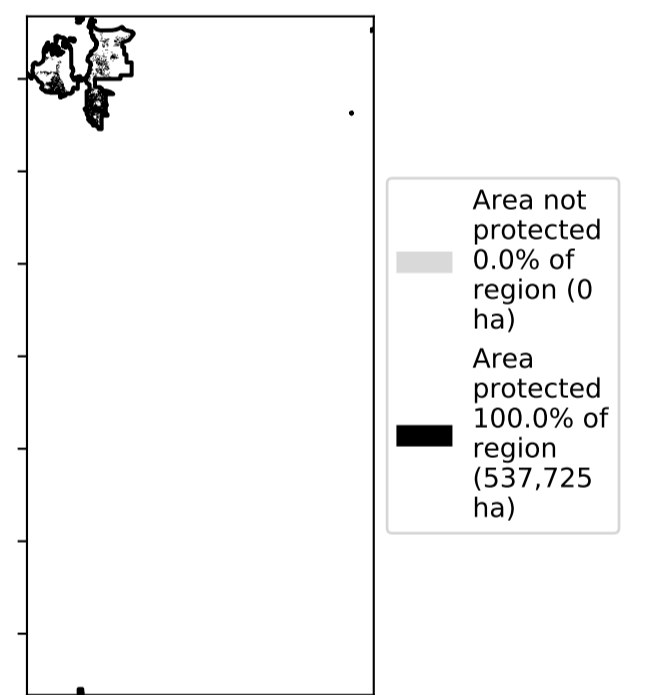 Area not
protected
0.0% of
region (0
ha)
Area
protected
100.0% of
region
(537,725
ha)